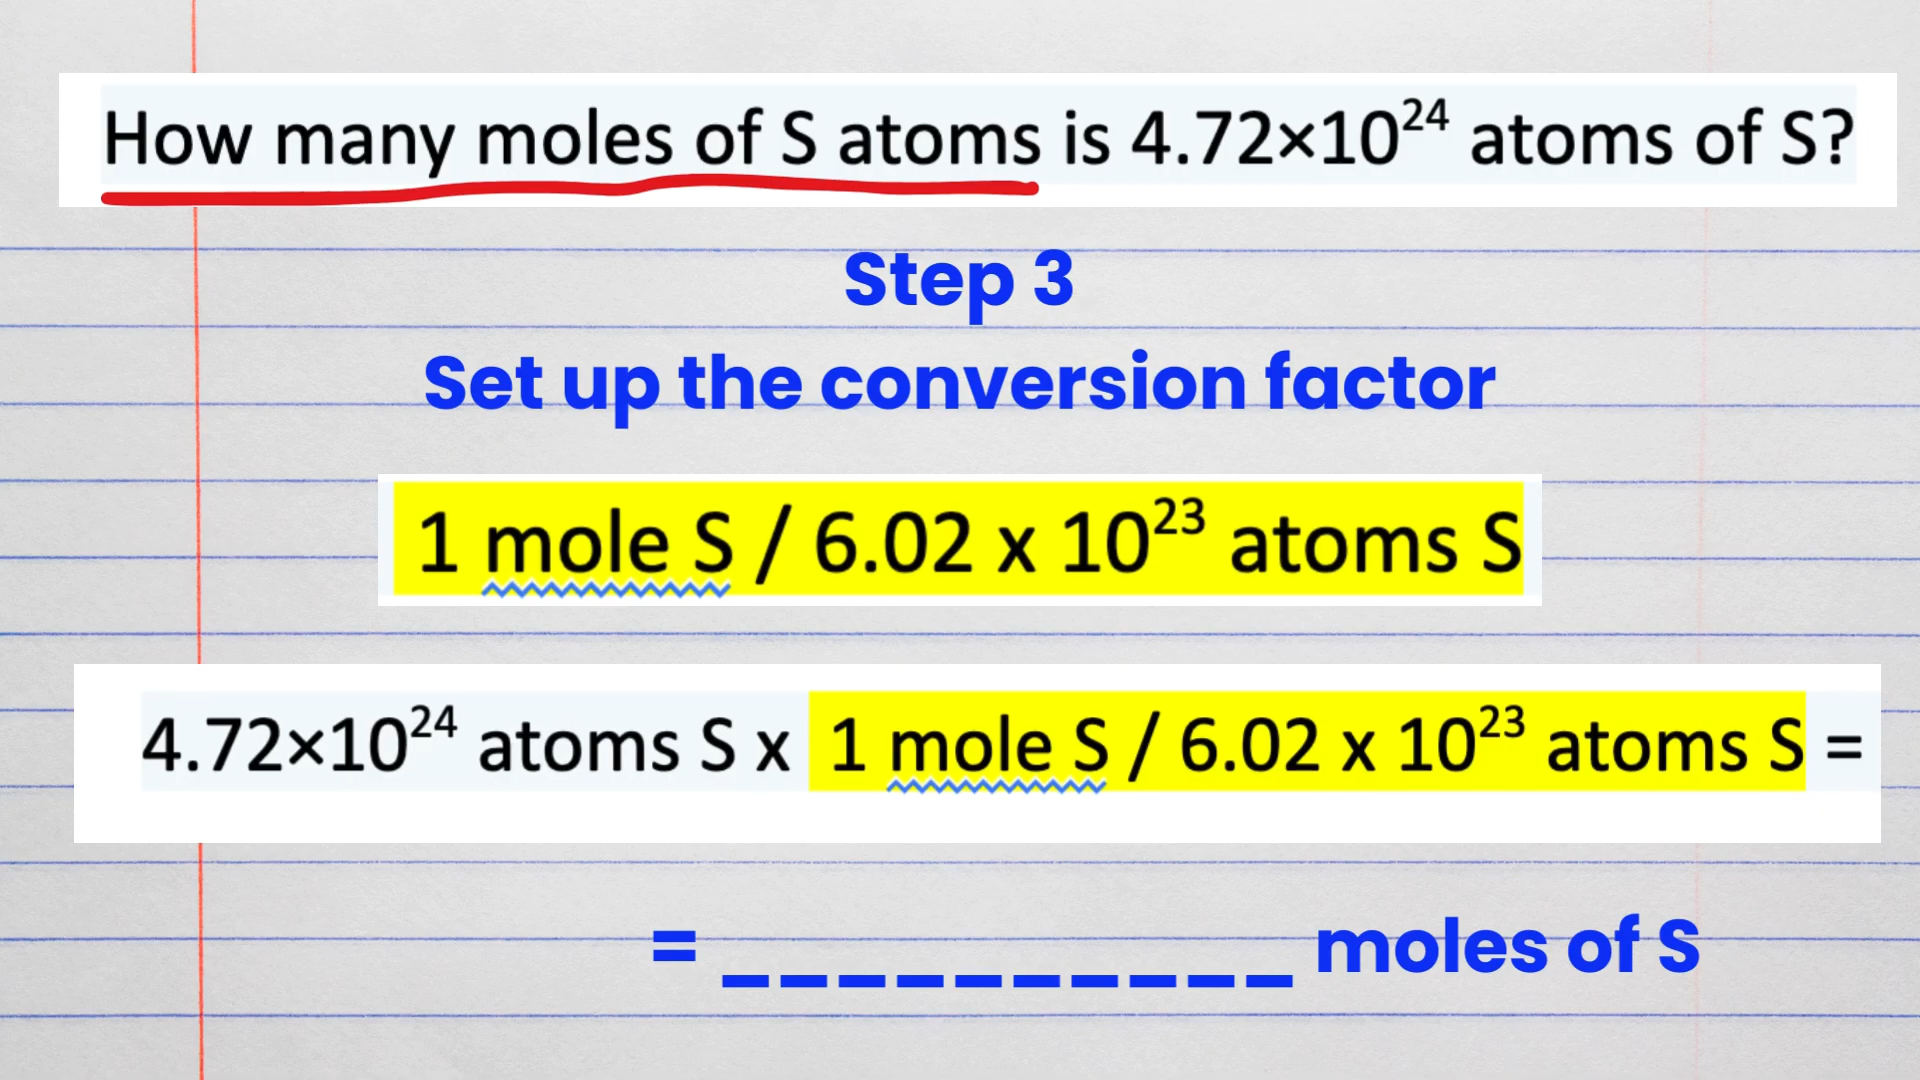 How many moles of S atoms is 4.72×10²⁴ atoms of S?
Step 3
Set up the conversion factor
1 mole S / 6.02 x 10²³ atoms S
4.72×10²⁴ atoms S x 1 mole S / 6.02 x 10²³ atoms S =
= _ _ _ _ _ _ _ _ _ _ moles of S